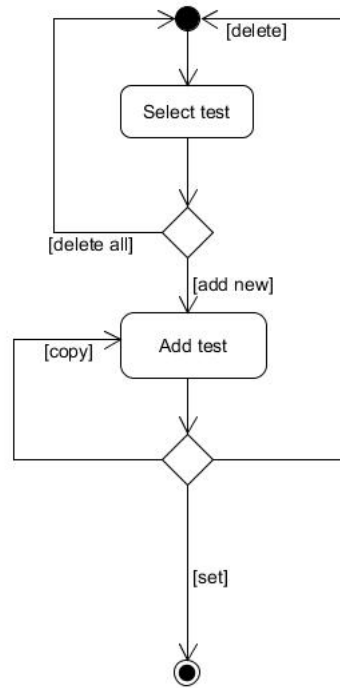 [delete]
Select test
[delete all]
[add new]
[copy]
Add test
[set]